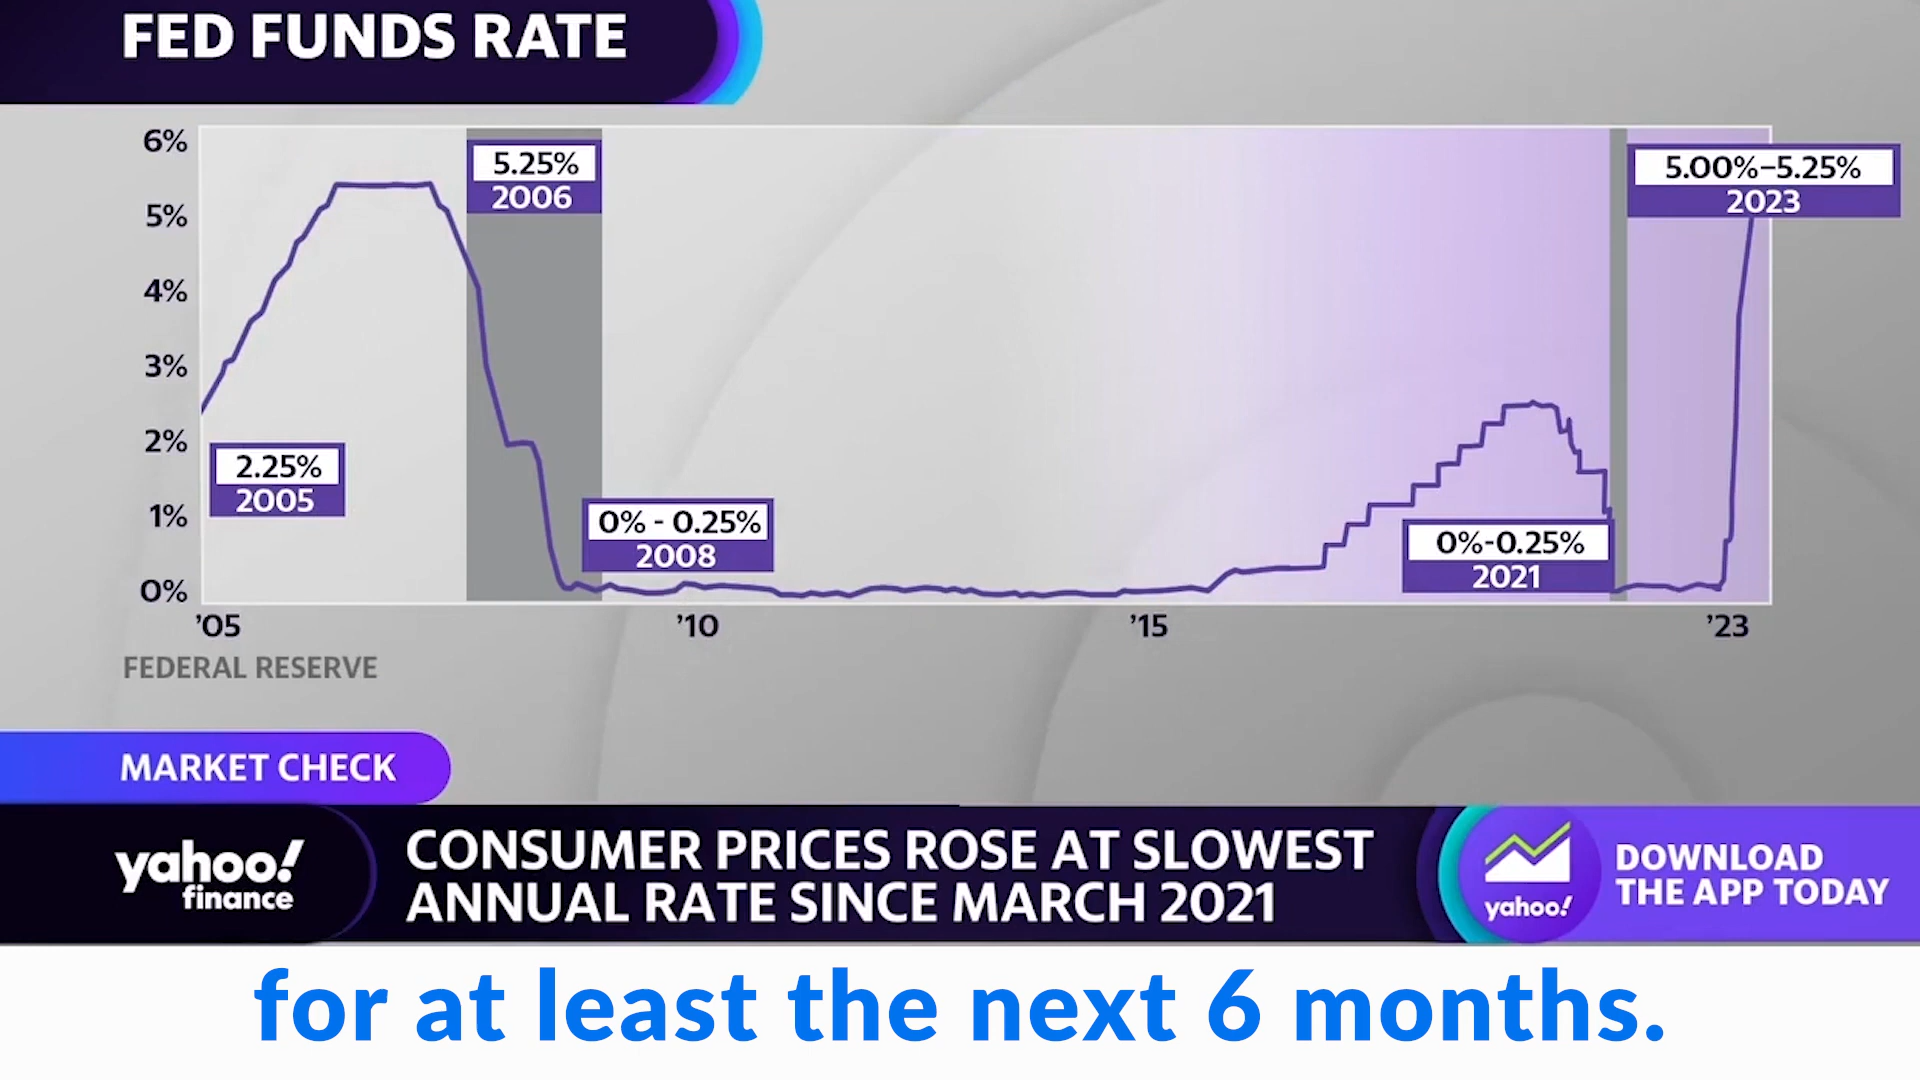 FED FUNDS RATE
6%
5%
4%
3%
2%
1%
0%
5.25%
2006
5.00%–5.25%
2023
2.25%
2005
0% - 0.25%
2008
0%-0.25%
2021
’05
’10
’15
’23
FEDERAL RESERVE
MARKET CHECK
yahoo!
finance
CONSUMER PRICES ROSE AT SLOWEST
ANNUAL RATE SINCE MARCH 2021
yahoo!
DOWNLOAD
THE APP TODAY
for at least the next 6 months.